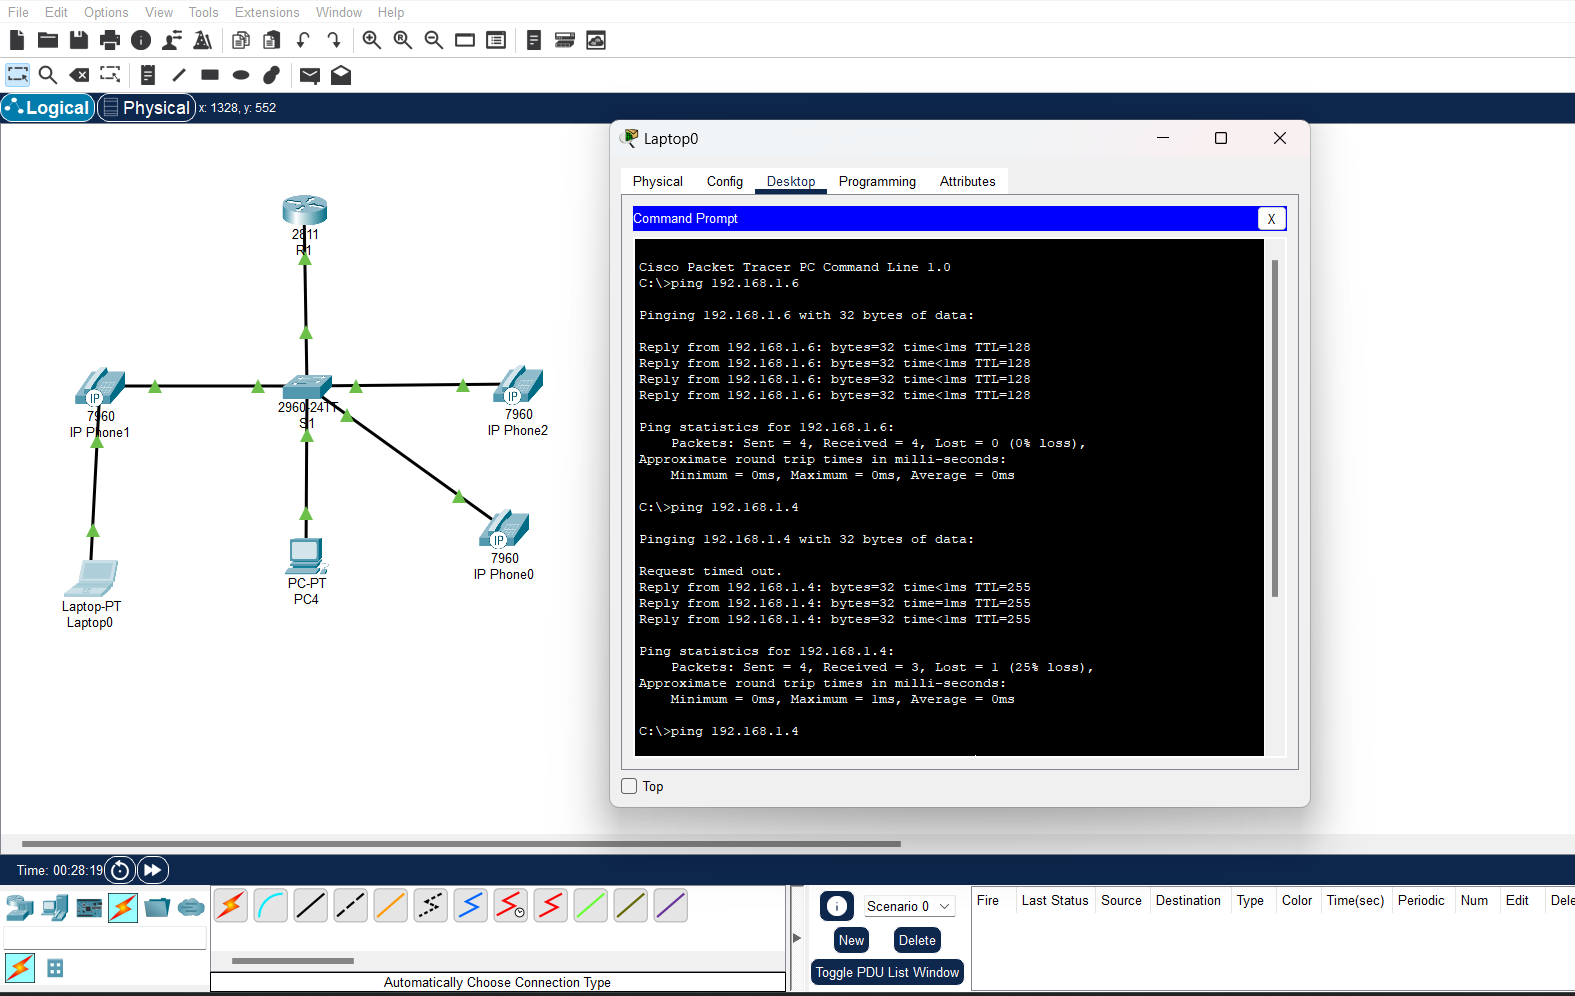 File Edit Options View Tools Extensions Window Help
Logical Physical x: 1328, y: 552
2811
R1
7960
IP Phone1
2960-24TT
S1
7960
IP Phone2
7960
IP Phone0
PC-PT
PC4
Laptop-PT
Laptop0
IP
IP
IP
Laptop0
Physical Config Desktop Programming Attributes
Command Prompt X
Cisco Packet Tracer PC Command Line 1.0
C:\>ping 192.168.1.6
Pinging 192.168.1.6 with 32 bytes of data:
Reply from 192.168.1.6: bytes=32 time<1ms TTL=128
Reply from 192.168.1.6: bytes=32 time<1ms TTL=128
Reply from 192.168.1.6: bytes=32 time<1ms TTL=128
Reply from 192.168.1.6: bytes=32 time<1ms TTL=128
Ping statistics for 192.168.1.6:
Packets: Sent = 4, Received = 4, Lost = 0 (0% loss),
Approximate round trip times in milli-seconds:
Minimum = 0ms, Maximum = 0ms, Average = 0ms
C:\>ping 192.168.1.4
Pinging 192.168.1.4 with 32 bytes of data:
Request timed out.
Reply from 192.168.1.4: bytes=32 time<1ms TTL=255
Reply from 192.168.1.4: bytes=32 time=1ms TTL=255
Reply from 192.168.1.4: bytes=32 time<1ms TTL=255
Ping statistics for 192.168.1.4:
Packets: Sent = 4, Received = 3, Lost = 1 (25% loss),
Approximate round trip times in milli-seconds:
Minimum = 0ms, Maximum = 1ms, Average = 0ms
C:\>ping 192.168.1.4
Top
Time: 00:28:19
Automatically Choose Connection Type
Scenario 0
New Delete
Toggle PDU List Window
Fire Last Status Source Destination Type Color Time(sec) Periodic Num Edit Dele